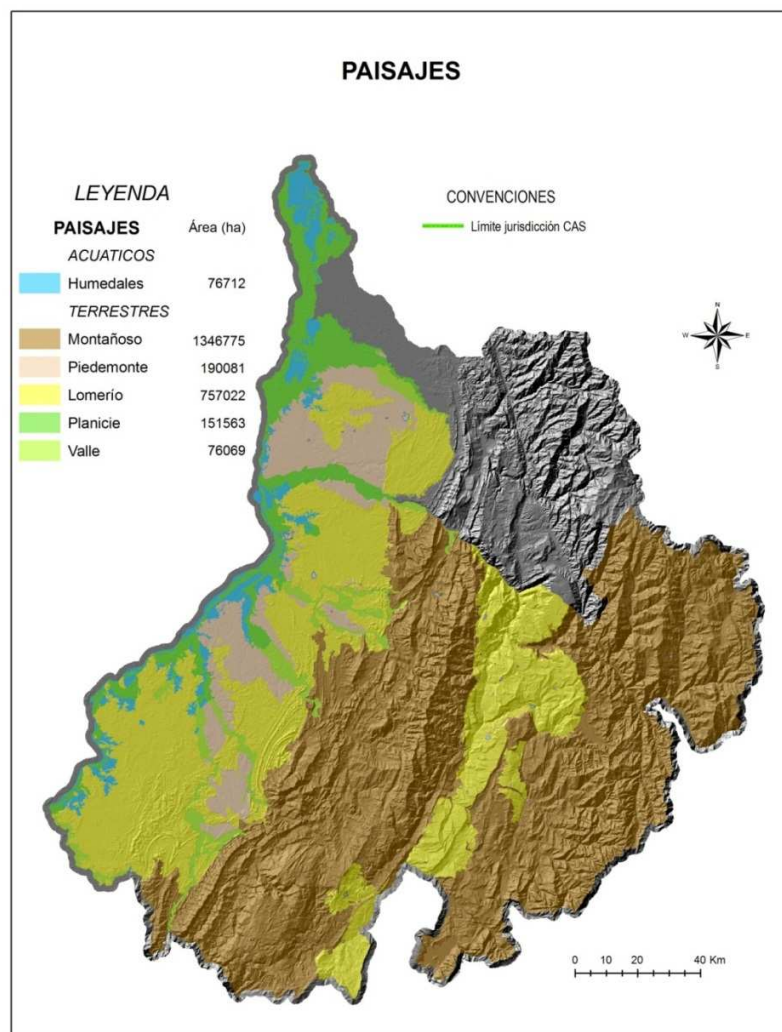 PAISAJES
LEYENDA
PAISAJES Área (ha)
ACUATICOS
Humedales 76712
TERRESTRES
Montañoso 1346775
Piedemonte 190081
Lomerío 757022
Planicie 151563
Valle 76069
CONVENCIONES
Límite jurisdicción CAS
N
W E
S
0 10 20 40 Km